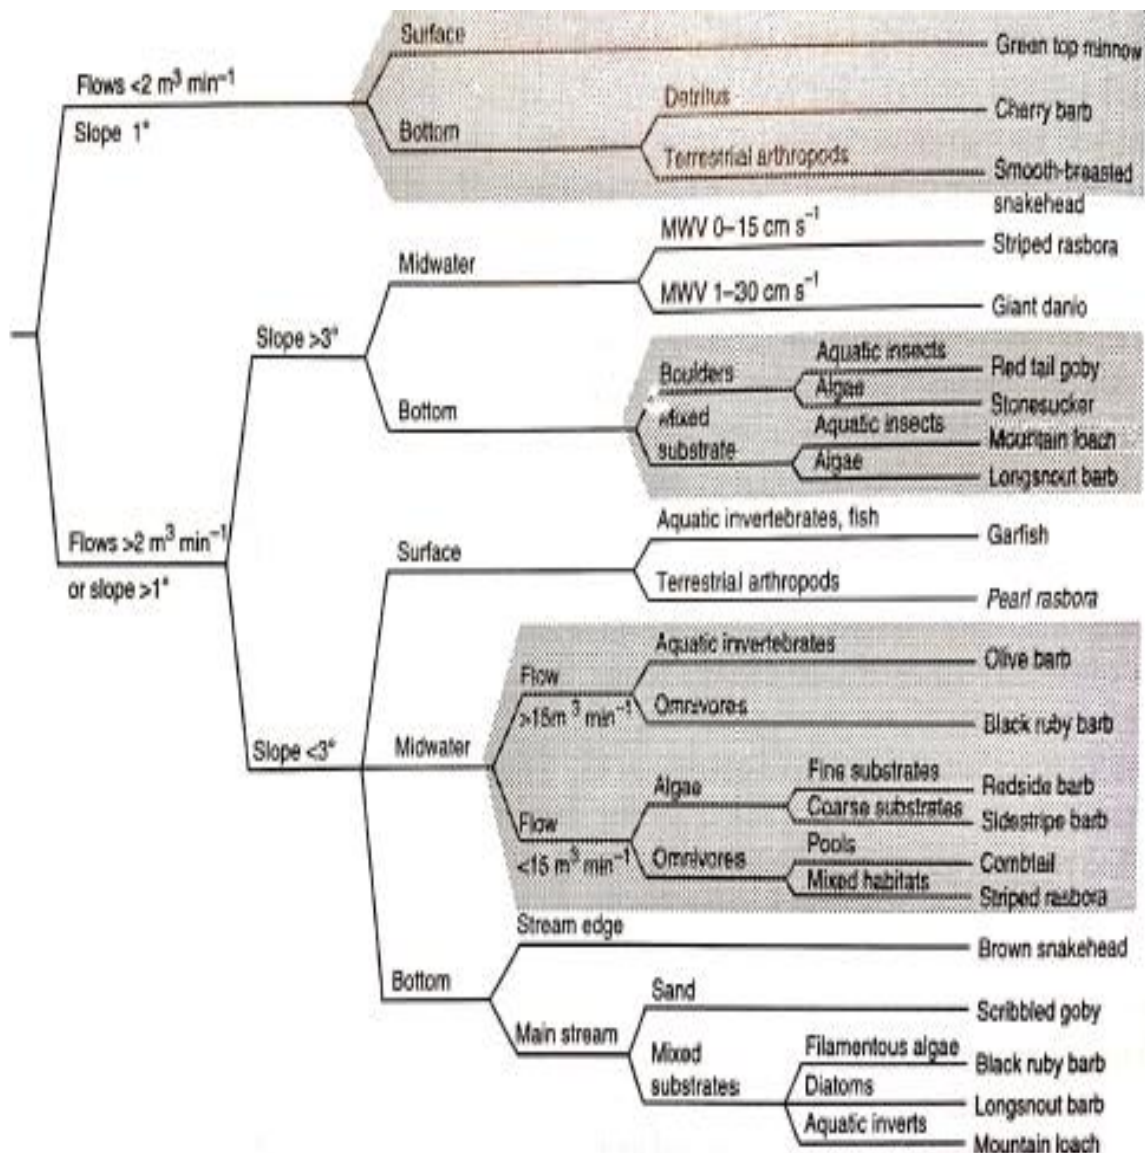 Surface
Green top minnow
Flows <2 m³ min⁻¹
Slope 1°
Detritus
Cherry barb
Bottom
Terrestrial arthropods
Smooth-breasted
snakehead
MWV 0–15 cm s⁻¹
Striped rasbora
Midwater
MWV 1–30 cm s⁻¹
Giant danio
Slope >3°
Aquatic insects
Boulders
Red tail goby
Algae
Stonesucker
Bottom
Mixed
substrate
Aquatic insects
Mountain loach
Algae
Longsnout barb
Flows >2 m³ min⁻¹
or slope >1°
Surface
Aquatic invertebrates, fish
Garfish
Terrestrial arthropods
Pearl rasbora
Aquatic invertebrates
Olive barb
Flow
>15m³ min⁻¹
Omnivores
Black ruby barb
Slope <3°
Midwater
Fine substrates
Algae
Redside barb
Coarse substrates
Sidestripe barb
Flow
<15 m³ min⁻¹
Omnivores
Pools
Combtail
Mixed habitats
Striped rasbora
Stream edge
Brown snakehead
Bottom
Sand
Scribbled goby
Main stream
Mixed
substrates
Filamentous algae
Black ruby barb
Diatoms
Longsnout barb
Aquatic inverts
Mountain loach